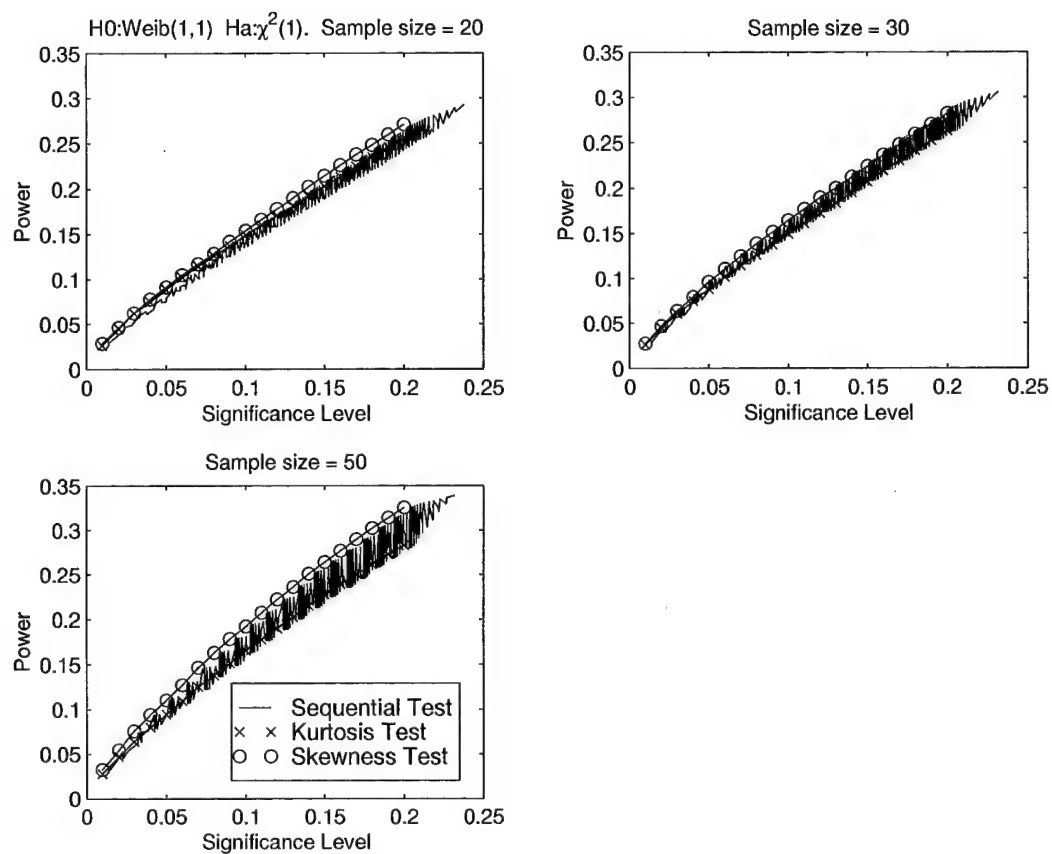 H0:Weib(1,1) Ha:χ²(1). Sample size = 20
0.35
0.3
0.25
0.2
0.15
0.1
0.05
0
Power
0 0.05 0.1 0.15 0.2 0.25
Significance Level
Sample size = 30
0.35
0.3
0.25
0.2
0.15
0.1
0.05
0
Power
0 0.05 0.1 0.15 0.2 0.25
Significance Level
Sample size = 50
0.35
0.3
0.25
0.2
0.15
0.1
0.05
0
Power
Sequential Test
Kurtosis Test
Skewness Test
0 0.05 0.1 0.15 0.2 0.25
Significance Level